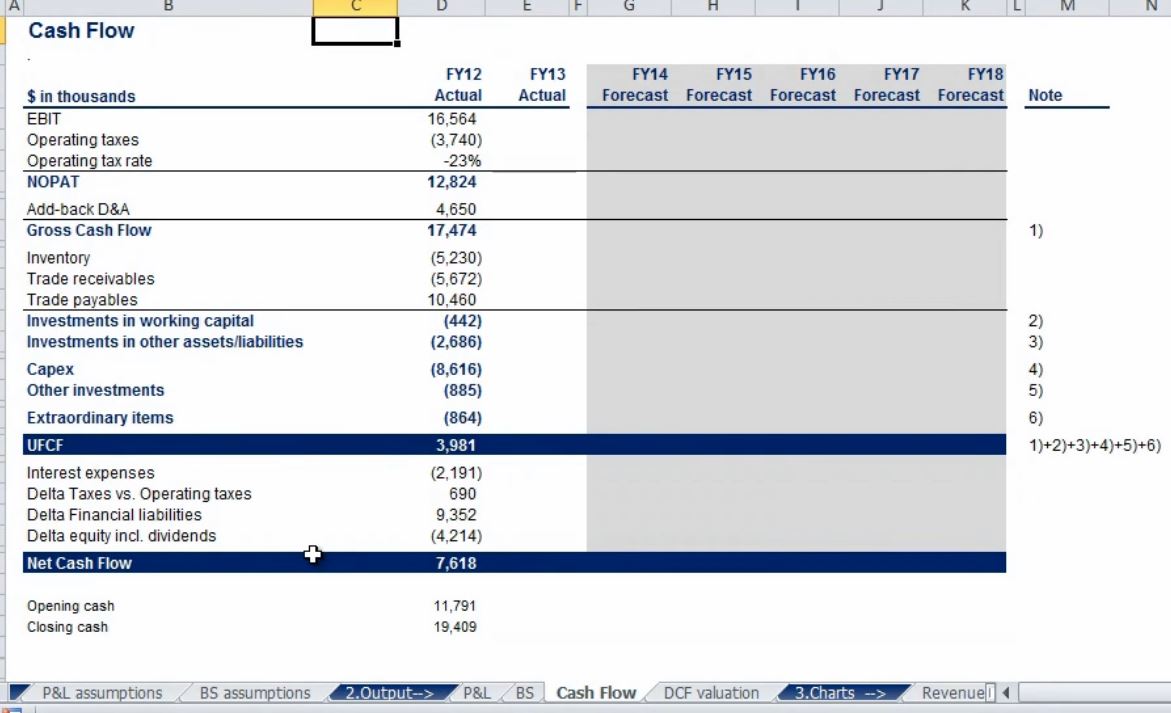 A B C D E F G H I J K L M N
Cash Flow
.
FY12 FY13 FY14 FY15 FY16 FY17 FY18
$ in thousands Actual Actual Forecast Forecast Forecast Forecast Forecast Note
EBIT 16,564
Operating taxes (3,740)
Operating tax rate -23%
NOPAT 12,824
Add-back D&A 4,650
Gross Cash Flow 17,474 1)
Inventory (5,230)
Trade receivables (5,672)
Trade payables 10,460
Investments in working capital (442) 2)
Investments in other assets/liabilities (2,686) 3)
Capex (8,616) 4)
Other investments (885) 5)
Extraordinary items (864) 6)
UFCF 3,981 1)+2)+3)+4)+5)+6)
Interest expenses (2,191)
Delta Taxes vs. Operating taxes 690
Delta Financial liabilities 9,352
Delta equity incl. dividends (4,214)
Net Cash Flow 7,618
Opening cash 11,791
Closing cash 19,409
P&L assumptions BS assumptions 2.Output--> P&L BS Cash Flow DCF valuation 3.Charts --> Revenue